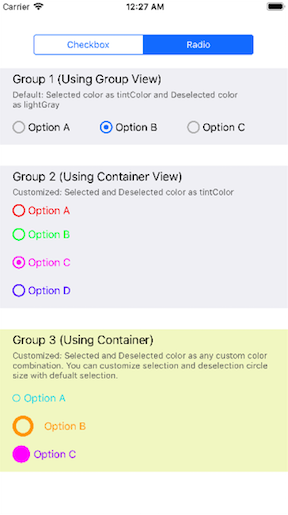 Carrier 12:27 AM
Checkbox Radio
Group 1 (Using Group View)
Default: Selected color as tintColor and Deselected color
as lightGray
Option A Option B Option C
Group 2 (Using Container View)
Customized: Selected and Deselected color as tintColor
Option A
Option B
Option C
Option D
Group 3 (Using Container)
Customized: Selected and Deselected color as any custom color
combination. You can customize selection and deselection circle
size with defualt selection.
Option A
Option B
Option C